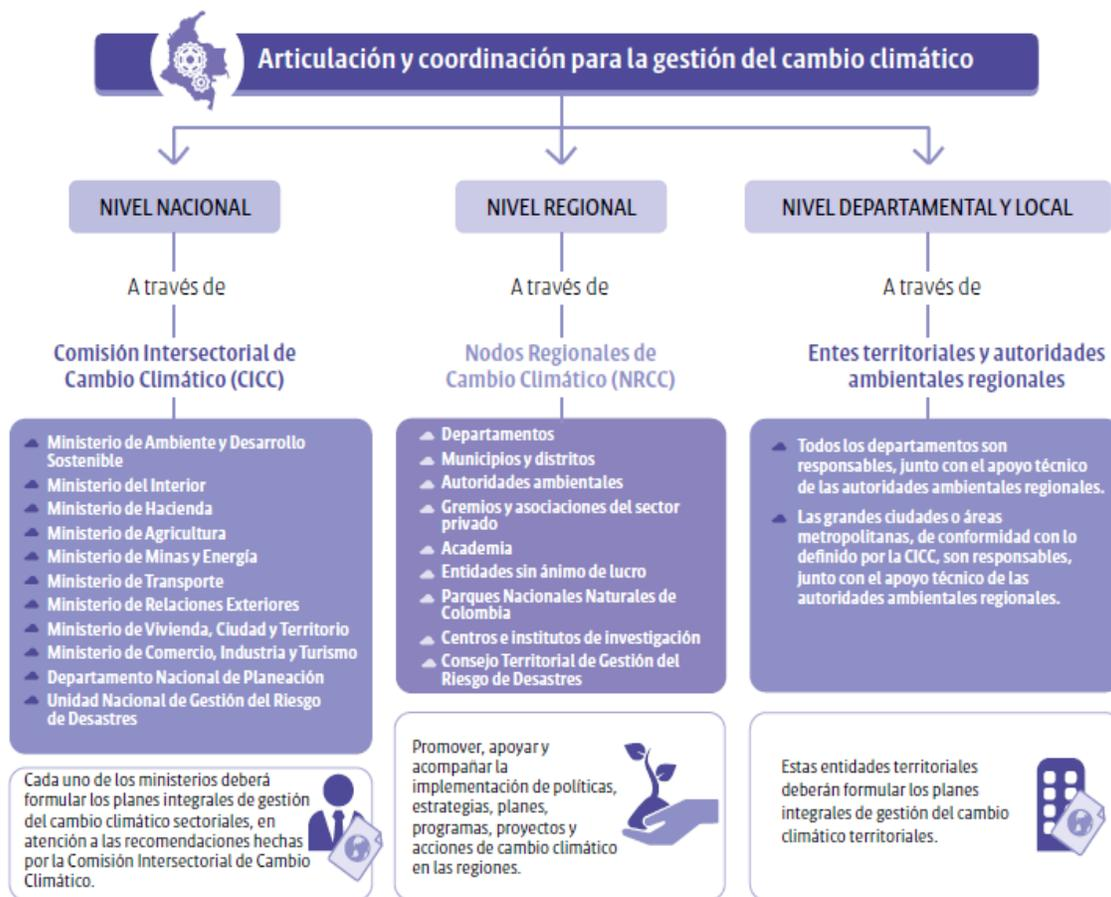 Articulación y coordinación para la gestión del cambio climático
NIVEL NACIONAL
A través de
Comisión Intersectorial de
Cambio Climático (CICC)
Ministerio de Ambiente y Desarrollo
Sostenible
Ministerio del Interior
Ministerio de Hacienda
Ministerio de Agricultura
Ministerio de Minas y Energía
Ministerio de Transporte
Ministerio de Relaciones Exteriores
Ministerio de Vivienda, Ciudad y Territorio
Ministerio de Comercio, Industria y Turismo
Departamento Nacional de Planeación
Unidad Nacional de Gestión del Riesgo
de Desastres
Cada uno de los ministerios deberá
formular los planes integrales de gestión
del cambio climático sectoriales, en
atención a las recomendaciones hechas
por la Comisión Intersectorial de Cambio
Climático.
NIVEL REGIONAL
A través de
Nodos Regionales de
Cambio Climático (NRCC)
Departamentos
Municipios y distritos
Autoridades ambientales
Gremios y asociaciones del sector
privado
Academia
Entidades sin ánimo de lucro
Parques Nacionales Naturales de
Colombia
Centros e institutos de investigación
Consejo Territorial de Gestión del
Riesgo de Desastres
Promover, apoyar y
acompañar la
implementación de políticas,
estrategias, planes,
programas, proyectos y
acciones de cambio climático
en las regiones.
NIVEL DEPARTAMENTAL Y LOCAL
A través de
Entes territoriales y autoridades
ambientales regionales
Todos los departamentos son
responsables, junto con el apoyo técnico
de las autoridades ambientales regionales.
Las grandes ciudades o áreas
metropolitanas, de conformidad con lo
definido por la CICC, son responsables,
junto con el apoyo técnico de las
autoridades ambientales regionales.
Estas entidades territoriales
deberán formular los planes
integrales de gestión del cambio
climático territoriales.